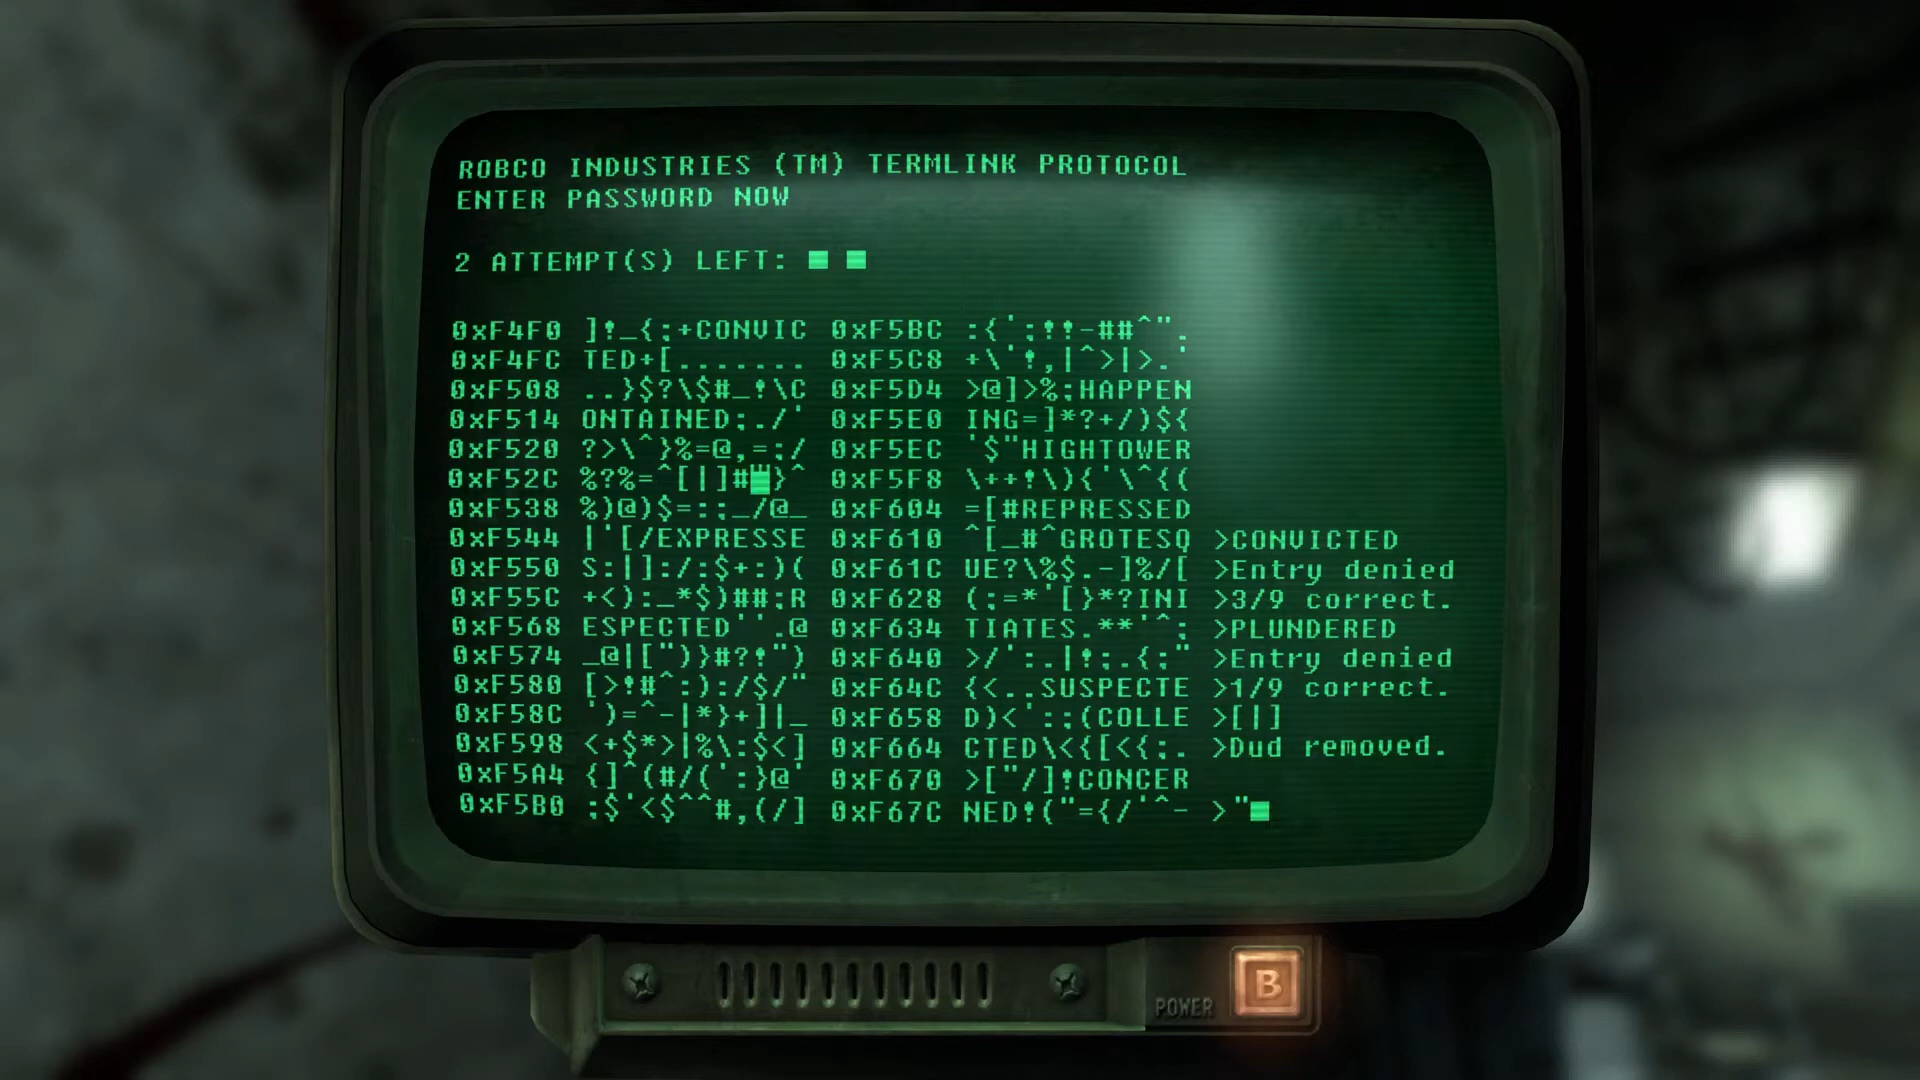 ROBCO INDUSTRIES (TM) TERMLINK PROTOCOL
ENTER PASSWORD NOW
2 ATTEMPT(S) LEFT: ■ ■
0xF4F0 ]!_{;+CONVIC 0xF5BC :{';!!-##^";
0xF4FC TED+[....... 0xF5C8 +\'!,|^>|>.'
0xF508 ..}$?\$#_!\C 0xF5D4 >@]>%;HAPPEN
0xF514 ONTAINED;./' 0xF5E0 ING=]*?+/)${
0xF520 ?>\^}%=@,=;/ 0xF5EC '$"HIGHTOWER
0xF52C %?%=^[|]#"}^ 0xF5F8 \++!\){'\^{(
0xF538 %)@)$=:;_/@_ 0xF604 =[#REPRESSED
0xF544 |'[/EXPRESSE 0xF610 ^[_#^GROTESQ >CONVICTED
0xF550 S:|]:/:$+:)( 0xF61C UE?\%$.-]%/[ >Entry denied
0xF55C +<):_*$)##;R 0xF628 (;=*'[}*?INI >3/9 correct.
0xF568 ESPECTED''.@ 0xF634 TIATES.**'^; >PLUNDERED
0xF574 _@|[")}#?!") 0xF640 >/':.|!;.{;" >Entry denied
0xF580 [>!#^:):/$/" 0xF64C {<..SUSPECTE >1/9 correct.
0xF58C ')=^-|*}+]|_ 0xF658 D)<':;(COLLE >[|]
0xF598 <+$*>|%\:$<] 0xF664 CTED\<{[<{;. >Dud removed.
0xF5A4 {]^(#/(':}@' 0xF670 >["/]!CONCER
0xF5B0 ;$'<$^^#,(/] 0xF67C NED!("={/'^- >"■
POWER B